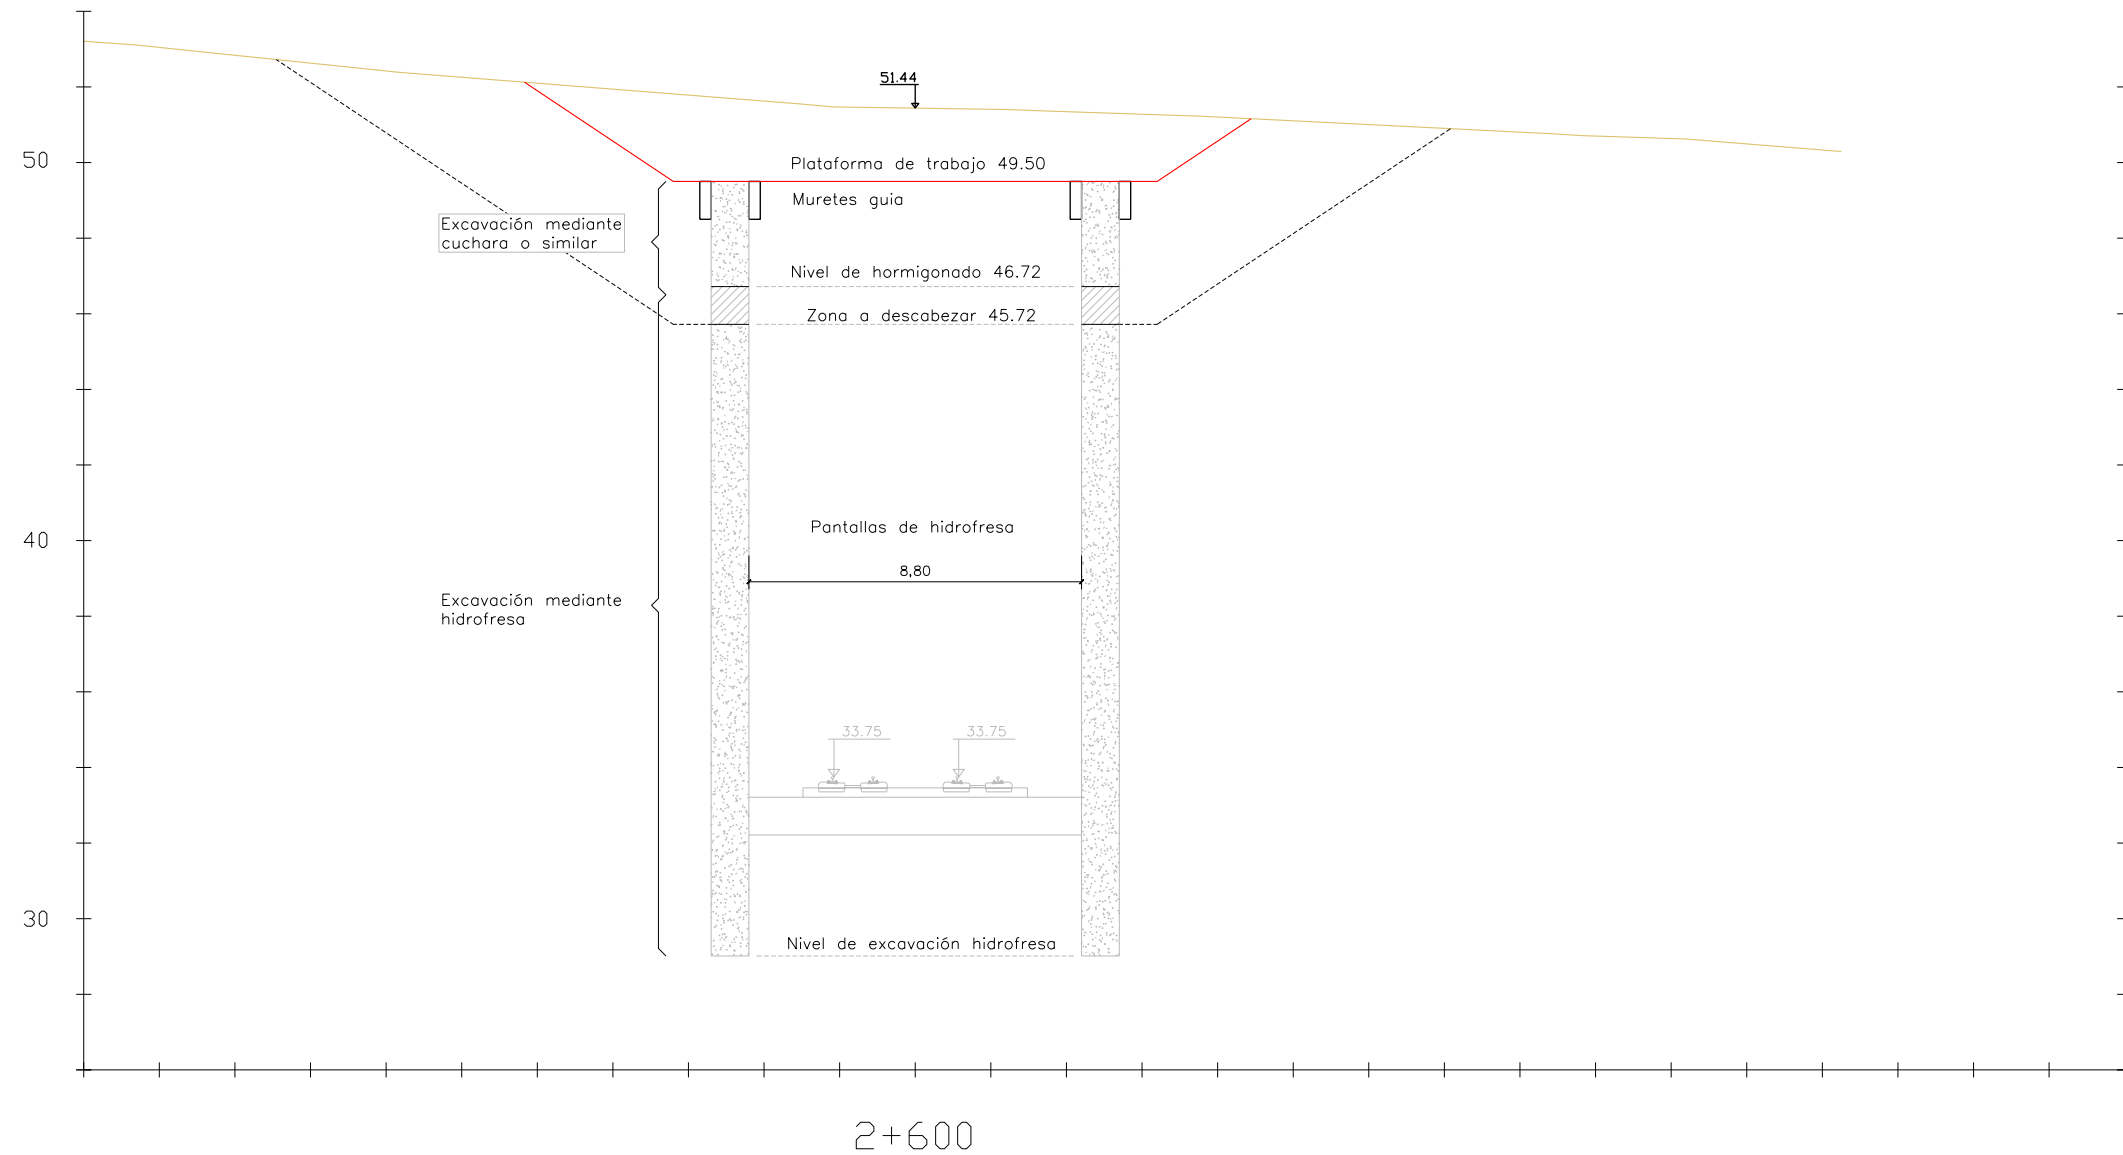 51.44
50
Plataforma de trabajo 49.50
Muretes guia
Excavación mediante
cuchara o similar
Nivel de hormigonado 46.72
Zona a descabezar 45.72
Pantallas de hidrofresa
40
8,80
Excavación mediante
hidrofresa
33.75
33.75
30
Nivel de excavación hidrofresa
2+600